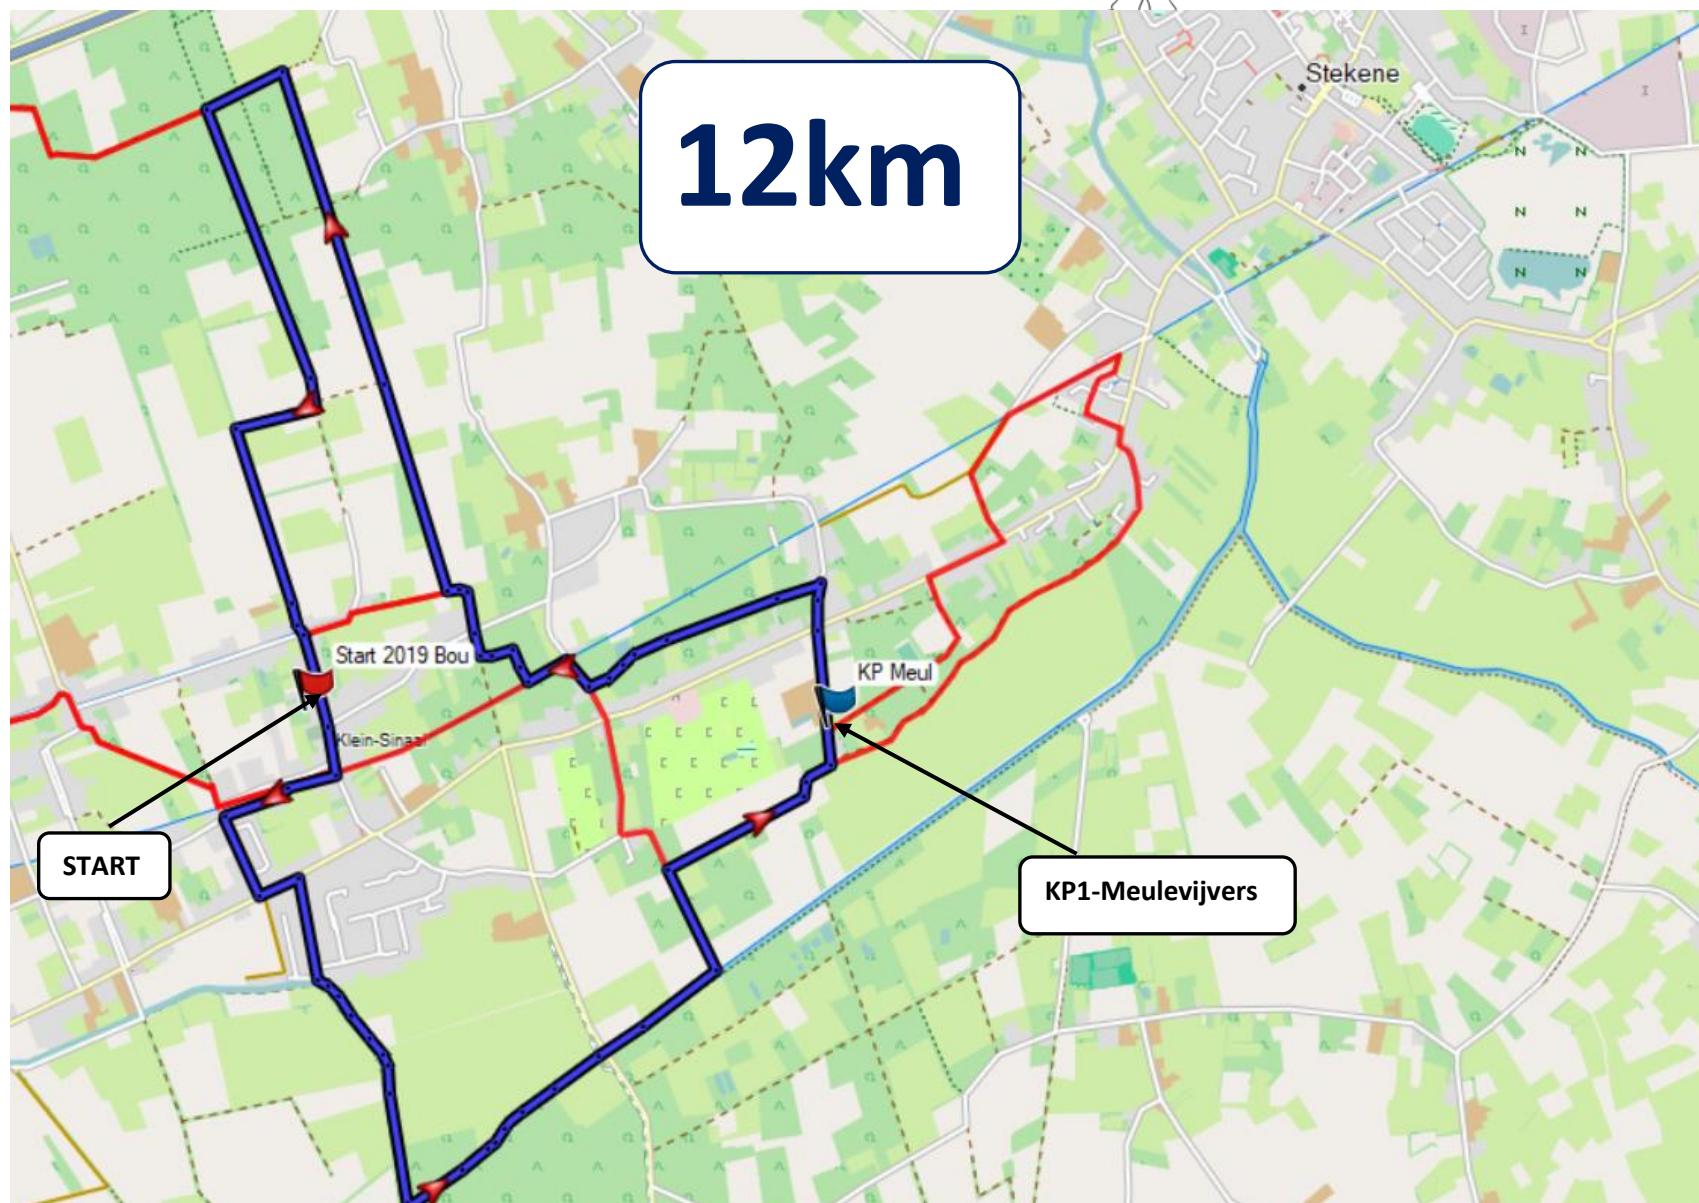 Stekene
12km
Start 2019 Bou
KP Meul
Klein-Sinaai
START
KP1-Meulevijvers